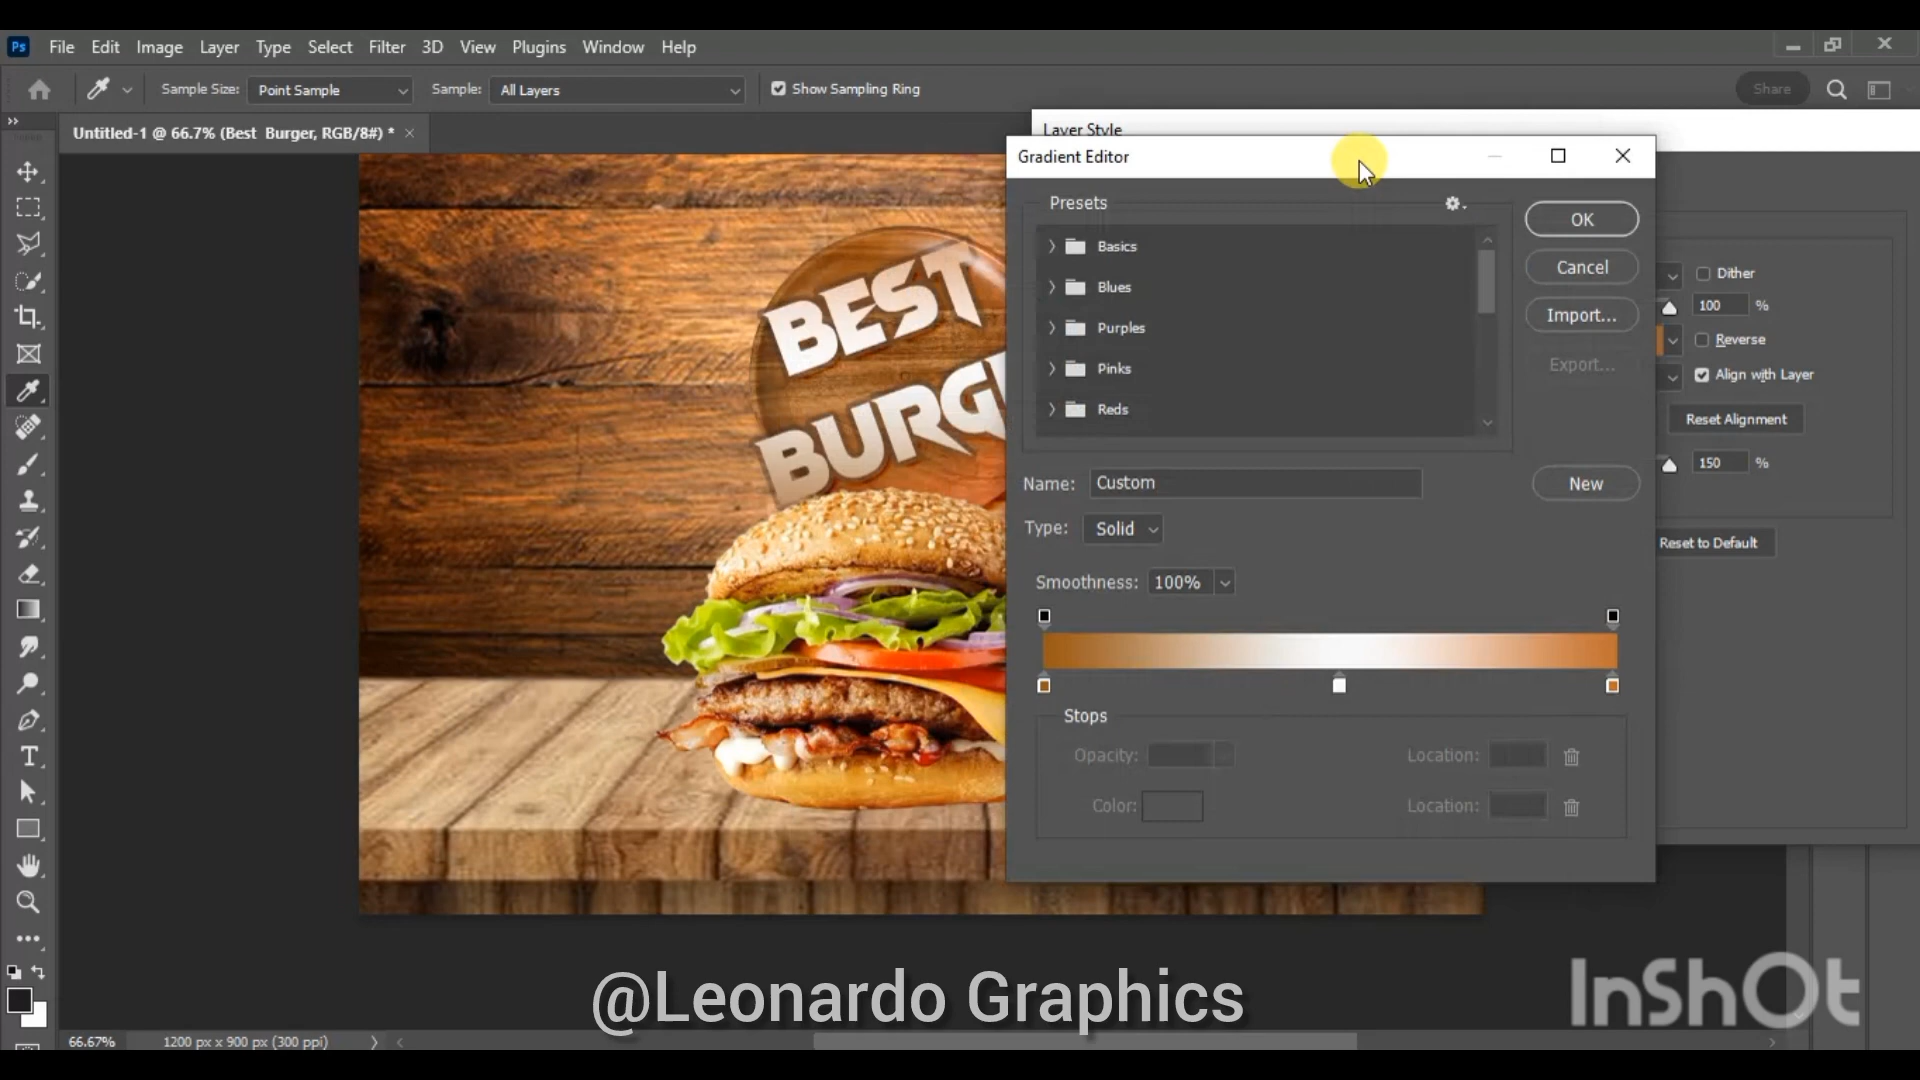 Ps File Edit Image Layer Type Select Filter 3D View Plugins Window Help
Sample Size: Point Sample Sample: All Layers Show Sampling Ring Share
Untitled-1 @ 66.7% (Best Burger, RGB/8#) *
Layer Style
Gradient Editor
Presets
Basics
Blues
Purples
Pinks
Reds
OK
Cancel
Import...
Export...
Name: Custom
New
Type: Solid
Smoothness: 100%
Stops
Opacity:
Location:
Color:
Location:
Dither
100 %
Reverse
Align with Layer
Reset Alignment
150 %
Reset to Default
BEST
BURG
@Leonardo Graphics
InShOt
66.67% 1200 px x 900 px (300 ppi)